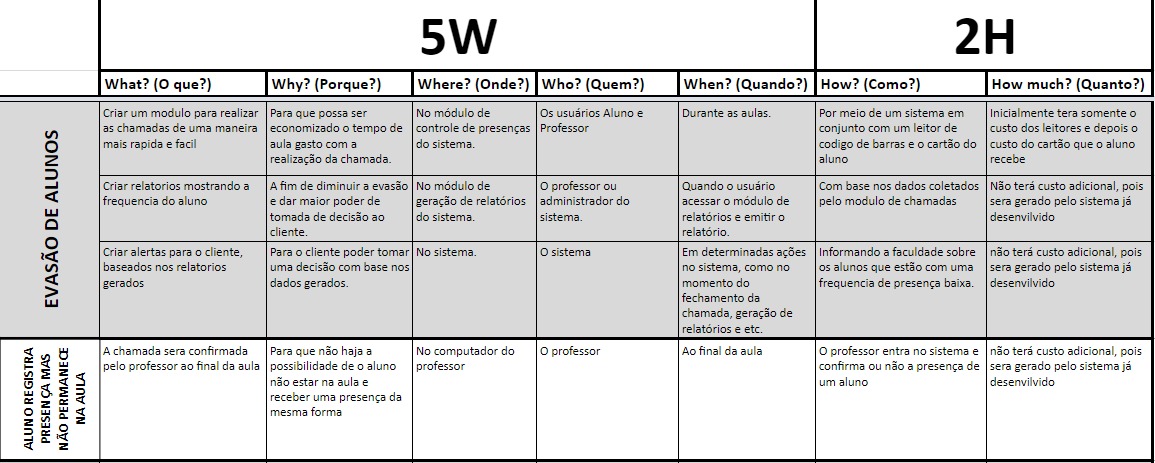 5W
2H
What? (O que?)
Why? (Porque?)
Where? (Onde?)
Who? (Quem?)
When? (Quando?)
How? (Como?)
How much? (Quanto?)
EVASÃO DE ALUNOS
Criar um modulo para realizar
as chamadas de uma maneira
mais rapida e facil
Para que possa ser
economizado o tempo de
aula gasto com a
realização da chamada.
No módulo de
controle de presenças
do sistema.
Os usuários Aluno e
Professor
Durante as aulas.
Por meio de um sistema em
conjunto com um leitor de
codigo de barras e o cartão do
aluno
Inicialmente tera somente o
custo dos leitores e depois o
custo do cartão que o aluno
recebe
Criar relatorios mostrando a
frequencia do aluno
A fim de diminuir a evasão
e dar maior poder de
tomada de decisão ao
cliente.
No módulo de
geração de relatórios
do sistema.
O professor ou
administrador do
sistema.
Quando o usuário
acessar o módulo de
relatórios e emitir o
relatório.
Com base nos dados coletados
pelo modulo de chamadas
Não terá custo adicional, pois
sera gerado pelo sistema já
desenvilvido
Criar alertas para o cliente,
baseados nos relatorios
gerados
Para o cliente poder tomar
uma decisão com base nos
dados gerados.
No sistema.
O sistema
Em determinadas ações
no sistema, como no
momento do
fechamento da
chamada, geração de
relatórios e etc.
Informando a faculdade sobre
os alunos que estão com uma
frequencia de presença baixa.
não terá custo adicional, pois
sera gerado pelo sistema já
desenvilvido
ALUNO REGISTRA
PRESENÇA MAS
NÃO PERMANECE
NA AULA
A chamada sera confirmada
pelo professor ao final da aula
Para que não haja a
possibilidade de o aluno
não estar na aula e
receber uma presença da
mesma forma
No computador do
professor
O professor
Ao final da aula
O professor entra no sistema e
confirma ou não a presença de
um aluno
não terá custo adicional, pois
sera gerado pelo sistema já
desenvilvido